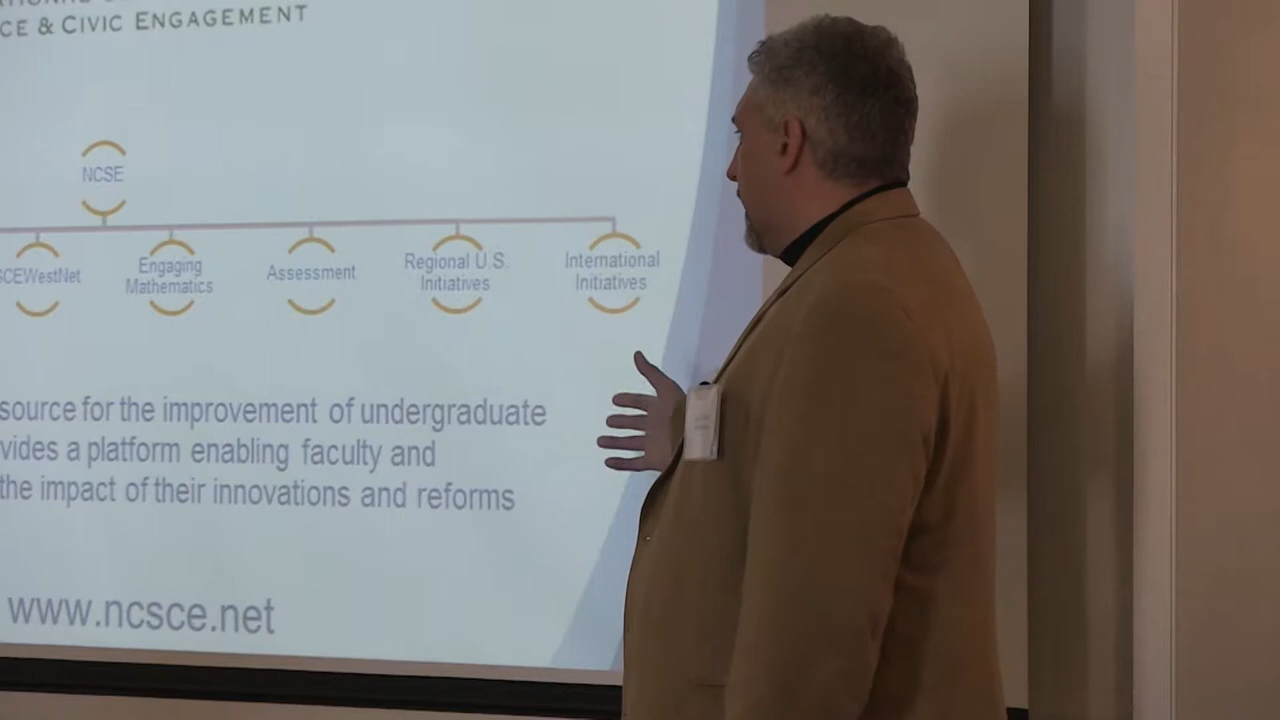 CE & CIVIC ENGAGEMENT
NCSE
SCEWestNet
Engaging
Mathematics
Assessment
Regional U.S.
Initiatives
International
Initiatives
source for the improvement of undergraduate
vides a platform enabling faculty and
the impact of their innovations and reforms
www.ncsce.net